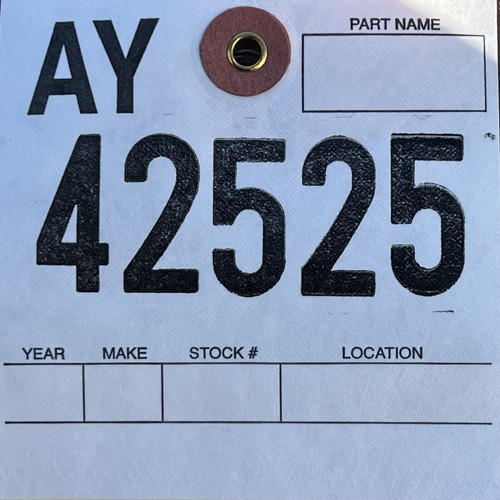 AY
PART NAME
42525
YEAR MAKE STOCK # LOCATION